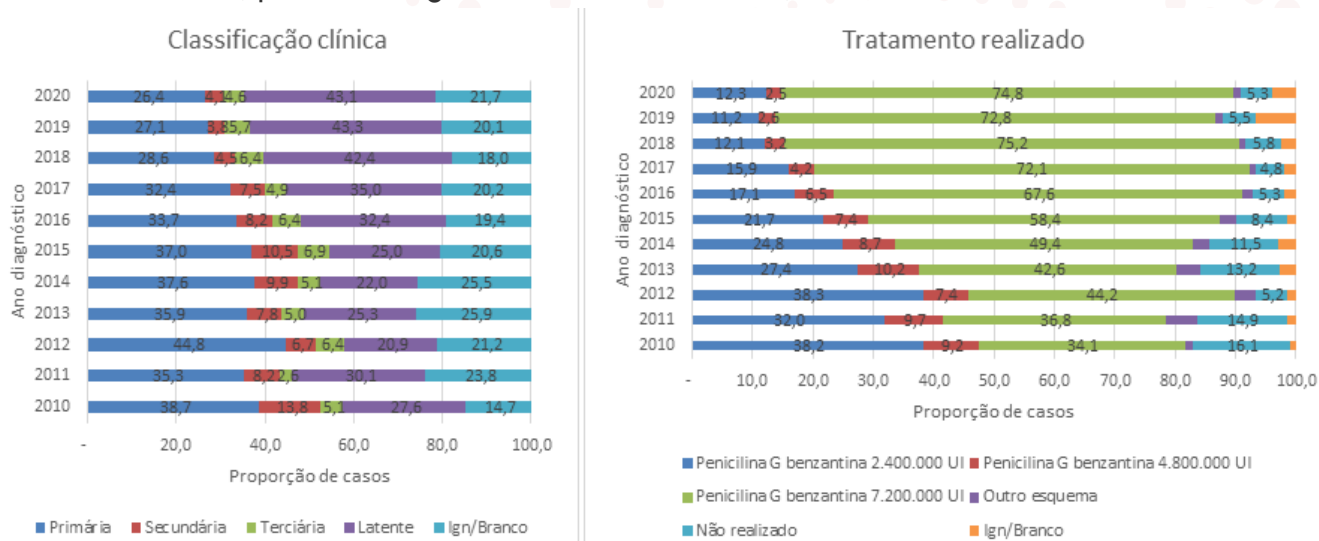 Classificação clínica
Ano diagnóstico
2020 26,4 4,1 4,6 43,1 21,7
2019 27,1 3,8 5,7 43,3 20,1
2018 28,6 4,5 6,4 42,4 18,0
2017 32,4 7,5 4,9 35,0 20,2
2016 33,7 8,2 6,4 32,4 19,4
2015 37,0 10,5 6,9 25,0 20,6
2014 37,6 9,9 5,1 22,0 25,5
2013 35,9 7,8 5,0 25,3 25,9
2012 44,8 6,7 6,4 20,9 21,2
2011 35,3 8,2 2,6 30,1 23,8
2010 38,7 13,8 5,1 27,6 14,7
- 20,0 40,0 60,0 80,0 100,0
Proporção de casos
Primária Secundária Terciária Latente Ign/Branco
Tratamento realizado
Ano diagnóstico
2020 12,3 2,5 74,8 5,3
2019 11,2 2,6 72,8 5,5
2018 12,1 3,2 75,2 5,8
2017 15,9 4,2 72,1 4,8
2016 17,1 6,5 67,6 5,3
2015 21,7 7,4 58,4 8,4
2014 24,8 8,7 49,4 11,5
2013 27,4 10,2 42,6 13,2
2012 38,3 7,4 44,2 5,2
2011 32,0 9,7 36,8 14,9
2010 38,2 9,2 34,1 16,1
- 10,0 20,0 30,0 40,0 50,0 60,0 70,0 80,0 90,0 100,0
Proporção de casos
Penicilina G benzantina 2.400.000 UI Penicilina G benzantina 4.800.000 UI
Penicilina G benzantina 7.200.000 UI Outro esquema
Não realizado Ign/Branco